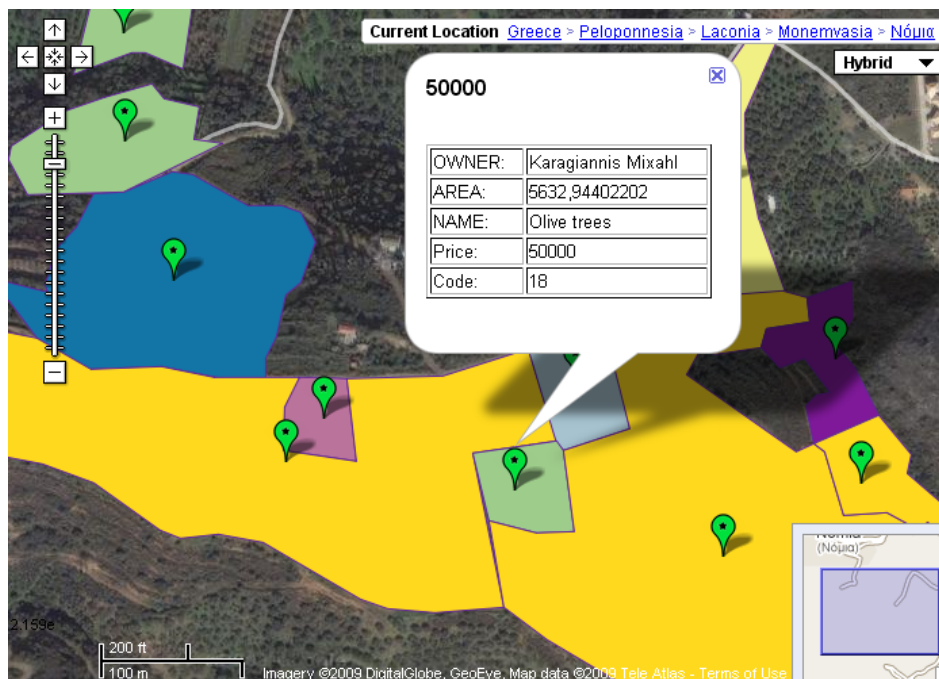 Current Location Greece > Peloponnesia > Laconia > Monemvasia > Νόμια
Hybrid
50000
OWNER: Karagiannis Mixahl
AREA: 5632,94402202
NAME: Olive trees
Price: 50000
Code: 18
(Νόμια)
2.159e
200 ft
100 m
Imagery ©2009 DigitalGlobe, GeoEye, Map data ©2009 Tele Atlas - Terms of Use